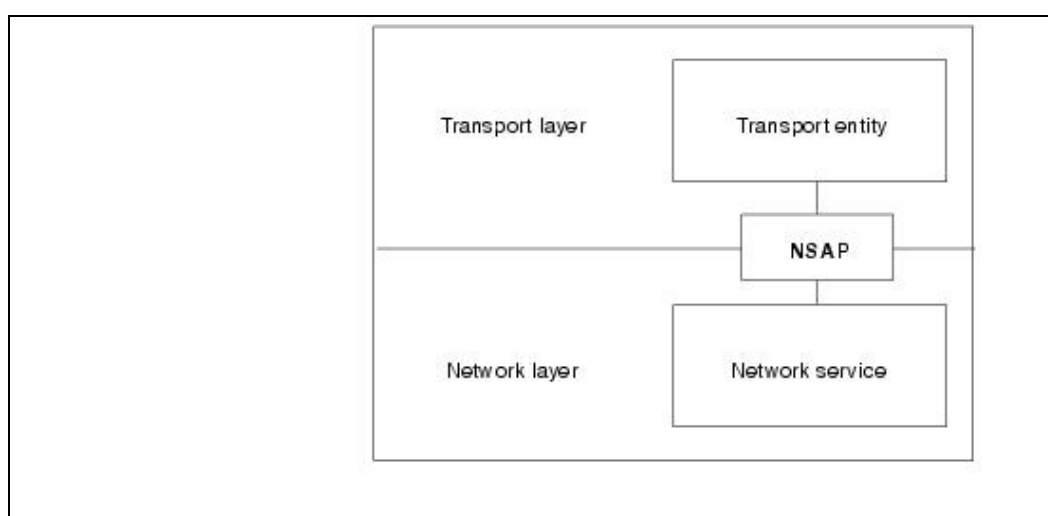 Transport layer
Transport entity
NSAP
Network layer
Network service